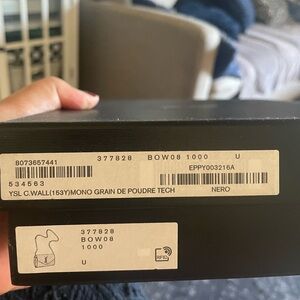 8073657441 377828 BOW08 1000 U
EPPY003216A
534563
YSL C.WALL(153Y)MONO GRAIN DE POUDRE TECH NERO
377828
BOW08
1000
U
RFID